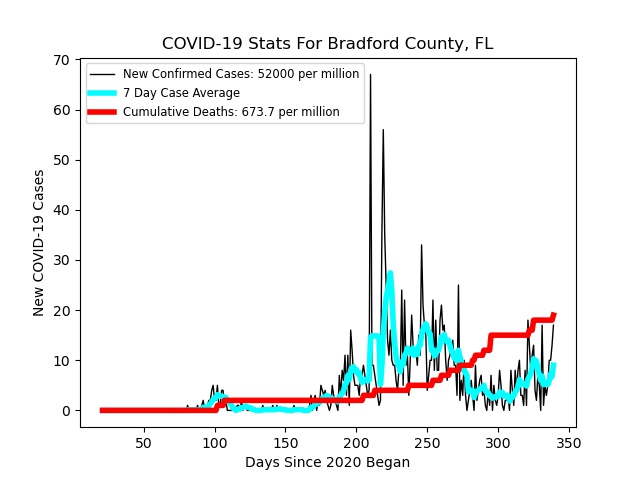 COVID-19 Stats For Bradford County, FL
New Confirmed Cases: 52000 per million
7 Day Case Average
Cumulative Deaths: 673.7 per million
New COVID-19 Cases
70
60
50
40
30
20
10
0
50 100 150 200 250 300 350
Days Since 2020 Began